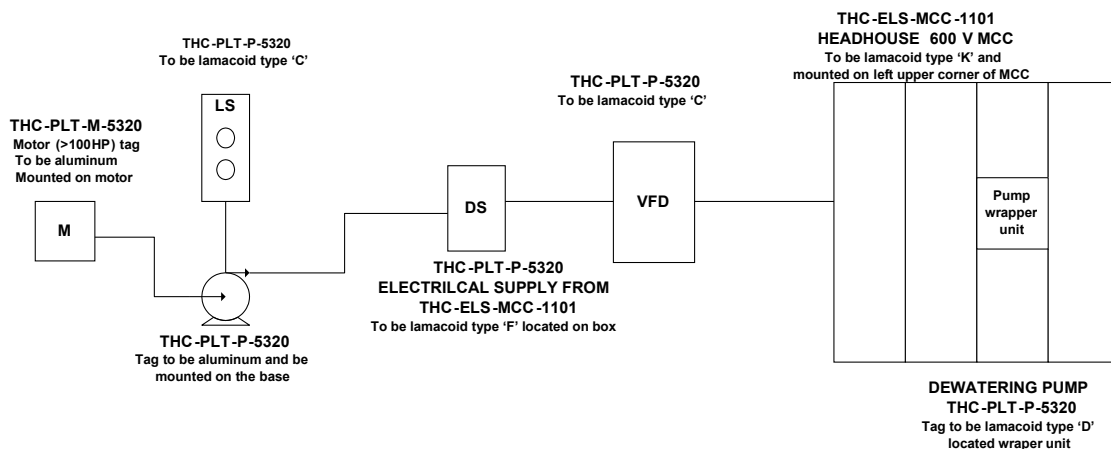 THC-ELS-MCC-1101
HEADHOUSE 600 V MCC
To be lamacoid type ‘K’ and
mounted on left upper corner of MCC
THC-PLT-P-5320
To be lamacoid type ‘C’
THC-PLT-P-5320
To be lamacoid type ‘C’
LS
THC-PLT-M-5320
Motor (>100HP) tag
To be aluminum
Mounted on motor
M
DS
VFD
Pump
wrapper
unit
THC-PLT-P-5320
ELECTRILCAL SUPPLY FROM
THC-ELS-MCC-1101
To be lamacoid type ‘F’ located on box
THC-PLT-P-5320
Tag to be aluminum and be
mounted on the base
DEWATERING PUMP
THC-PLT-P-5320
Tag to be lamacoid type ‘D’
located wraper unit